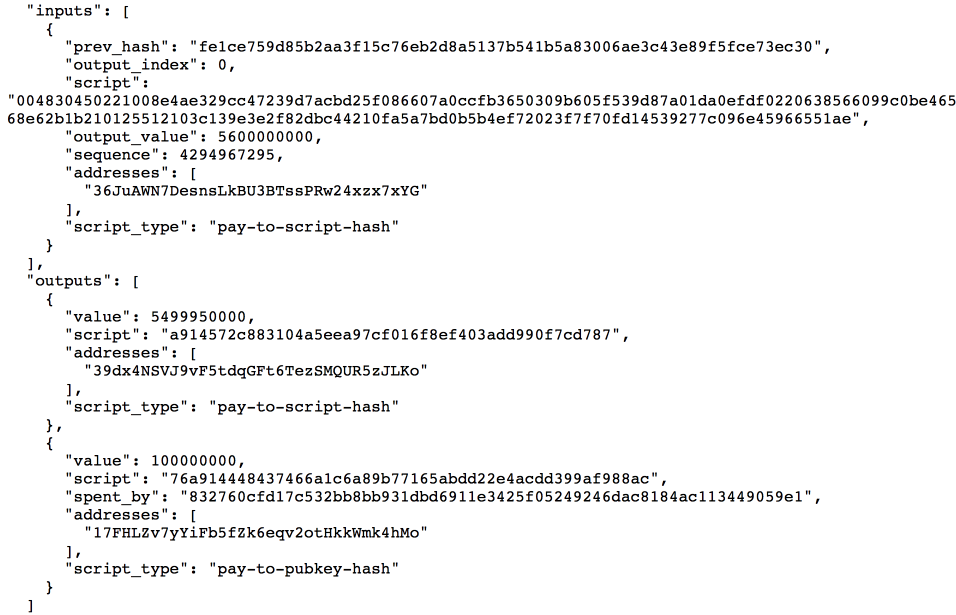 "inputs": [
{
"prev_hash": "fe1ce759d85b2aa3f15c76eb2d8a5137b541b5a83006ae3c43e89f5fce73ec30",
"output_index": 0,
"script":
"004830450221008e4ae329cc47239d7acbd25f086607a0ccfb3650309b605f539d87a01da0efdf0220638566099c0be465
68e62b1b210125512103c139e3e2f82dbc44210fa5a7bd0b5b4ef72023f7f70fd14539277c096e45966551ae",
"output_value": 5600000000,
"sequence": 4294967295,
"addresses": [
"36JuAWN7DesnsLkBU3BTssPRw24xzx7xYG"
],
"script_type": "pay-to-script-hash"
}
],
"outputs": [
{
"value": 5499950000,
"script": "a914572c883104a5eea97cf016f8ef403add990f7cd787",
"addresses": [
"39dx4NSVJ9vF5tdqGFt6TezSMQUR5zJLKo"
],
"script_type": "pay-to-script-hash"
},
{
"value": 100000000,
"script": "76a914448437466a1c6a89b77165abdd22e4acdd399af988ac",
"spent_by": "832760cfd17c532bb8bb931dbd6911e3425f05249246dac8184ac113449059e1",
"addresses": [
"17FHLZv7yYiFb5fZk6eqv2otHkkWmk4hMo"
],
"script_type": "pay-to-pubkey-hash"
}
]